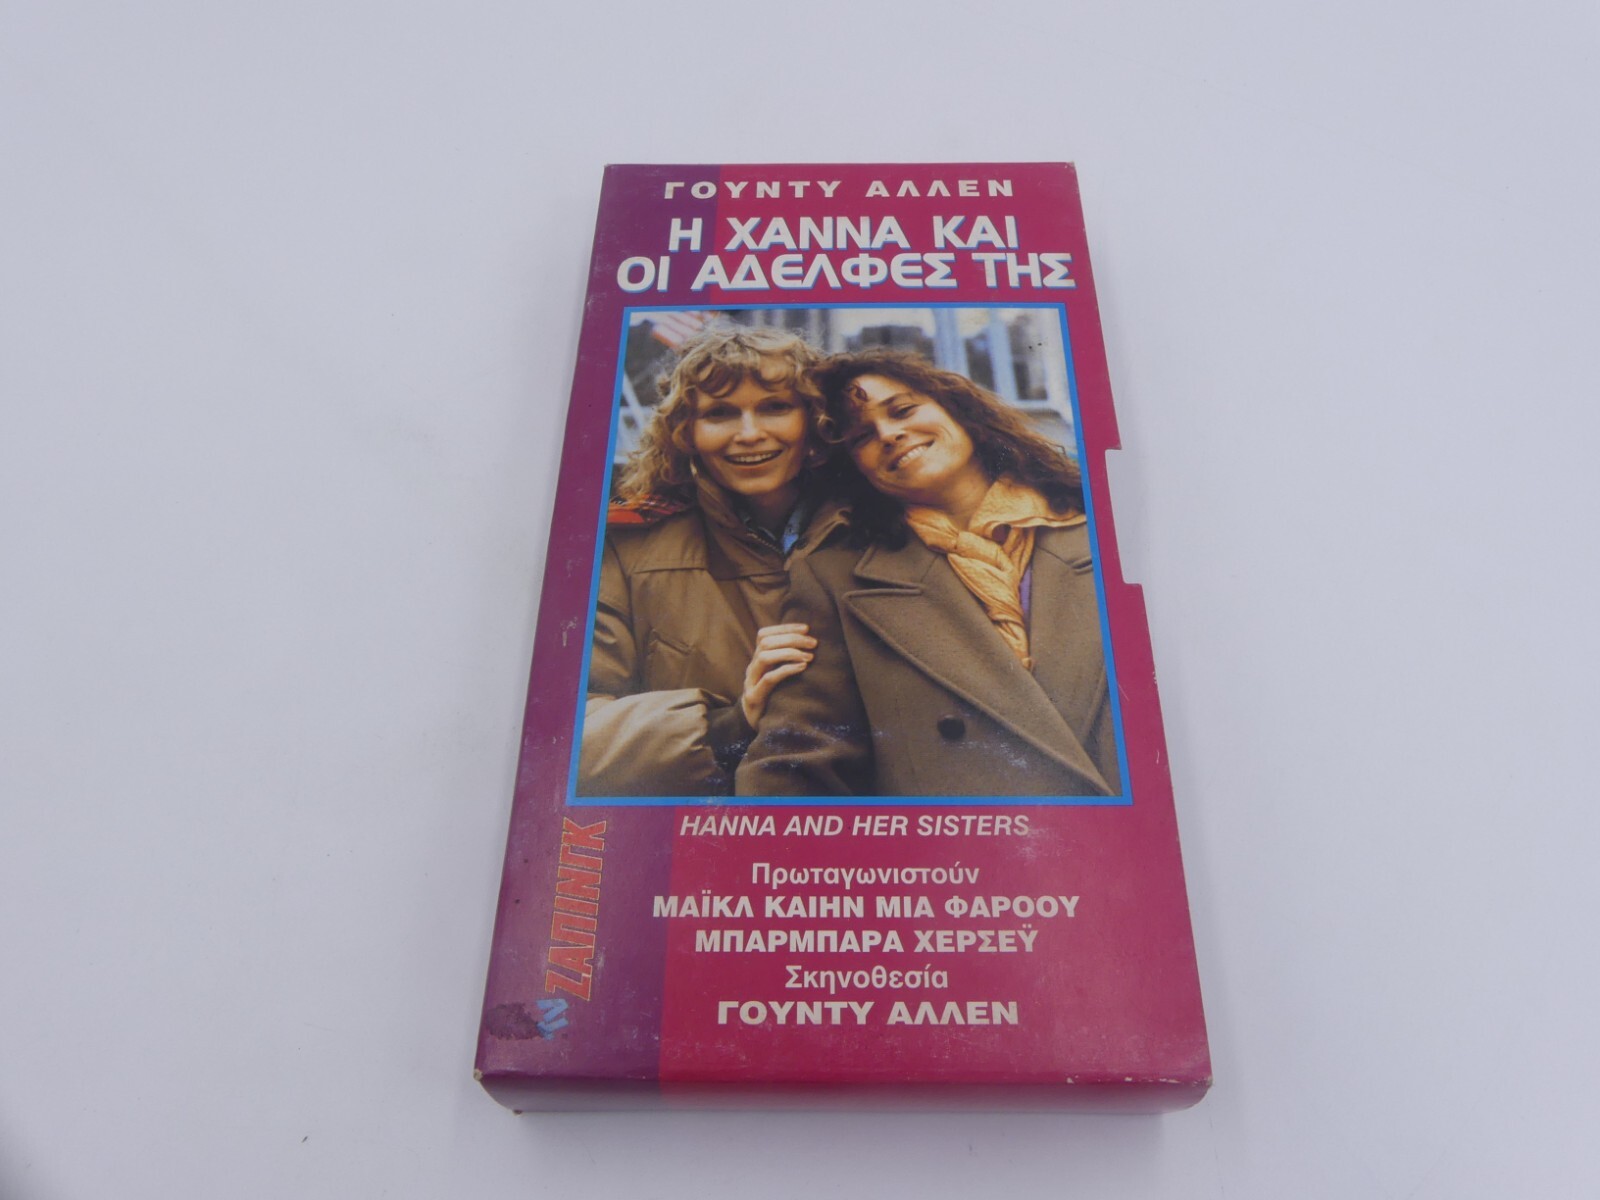 ΓΟΥΝΤΥ ΑΛΛΕΝ
Η ΧΑΝΝΑ ΚΑΙ
ΟΙ ΑΔΕΛΦΕΣ ΤΗΣ
HANNA AND HER SISTERS
Πρωταγωνιστούν
ΜΑΪΚΛ ΚΑΙΗΝ ΜΙΑ ΦΑΡΟΟΥ
ΜΠΑΡΜΠΑΡΑ ΧΕΡΣΕΫ
Σκηνοθεσία
ΓΟΥΝΤΥ ΑΛΛΕΝ
ΖΑΠΙΝΓΚ